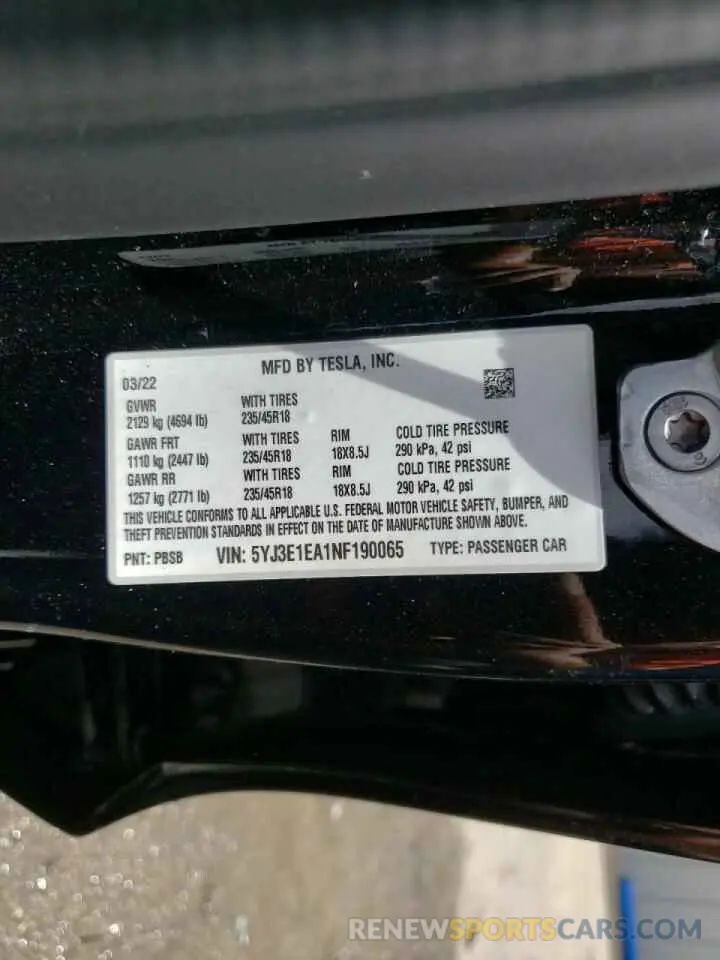 MFD BY TESLA, INC.
03/22
GVWR WITH TIRES
2129 kg (4694 lb) 235/45R18
GAWR FRT WITH TIRES RIM COLD TIRE PRESSURE
1110 kg (2447 lb) 235/45R18 18X8.5J 290 kPa, 42 psi
GAWR RR WITH TIRES RIM COLD TIRE PRESSURE
1257 kg (2771 lb) 235/45R18 18X8.5J 290 kPa, 42 psi
THIS VEHICLE CONFORMS TO ALL APPLICABLE U.S. FEDERAL MOTOR VEHICLE SAFETY, BUMPER, AND
THEFT PREVENTION STANDARDS IN EFFECT ON THE DATE OF MANUFACTURE SHOWN ABOVE.
PNT: PBSB VIN: 5YJ3E1EA1NF190065 TYPE: PASSENGER CAR
RENEWSPORTSCARS.COM